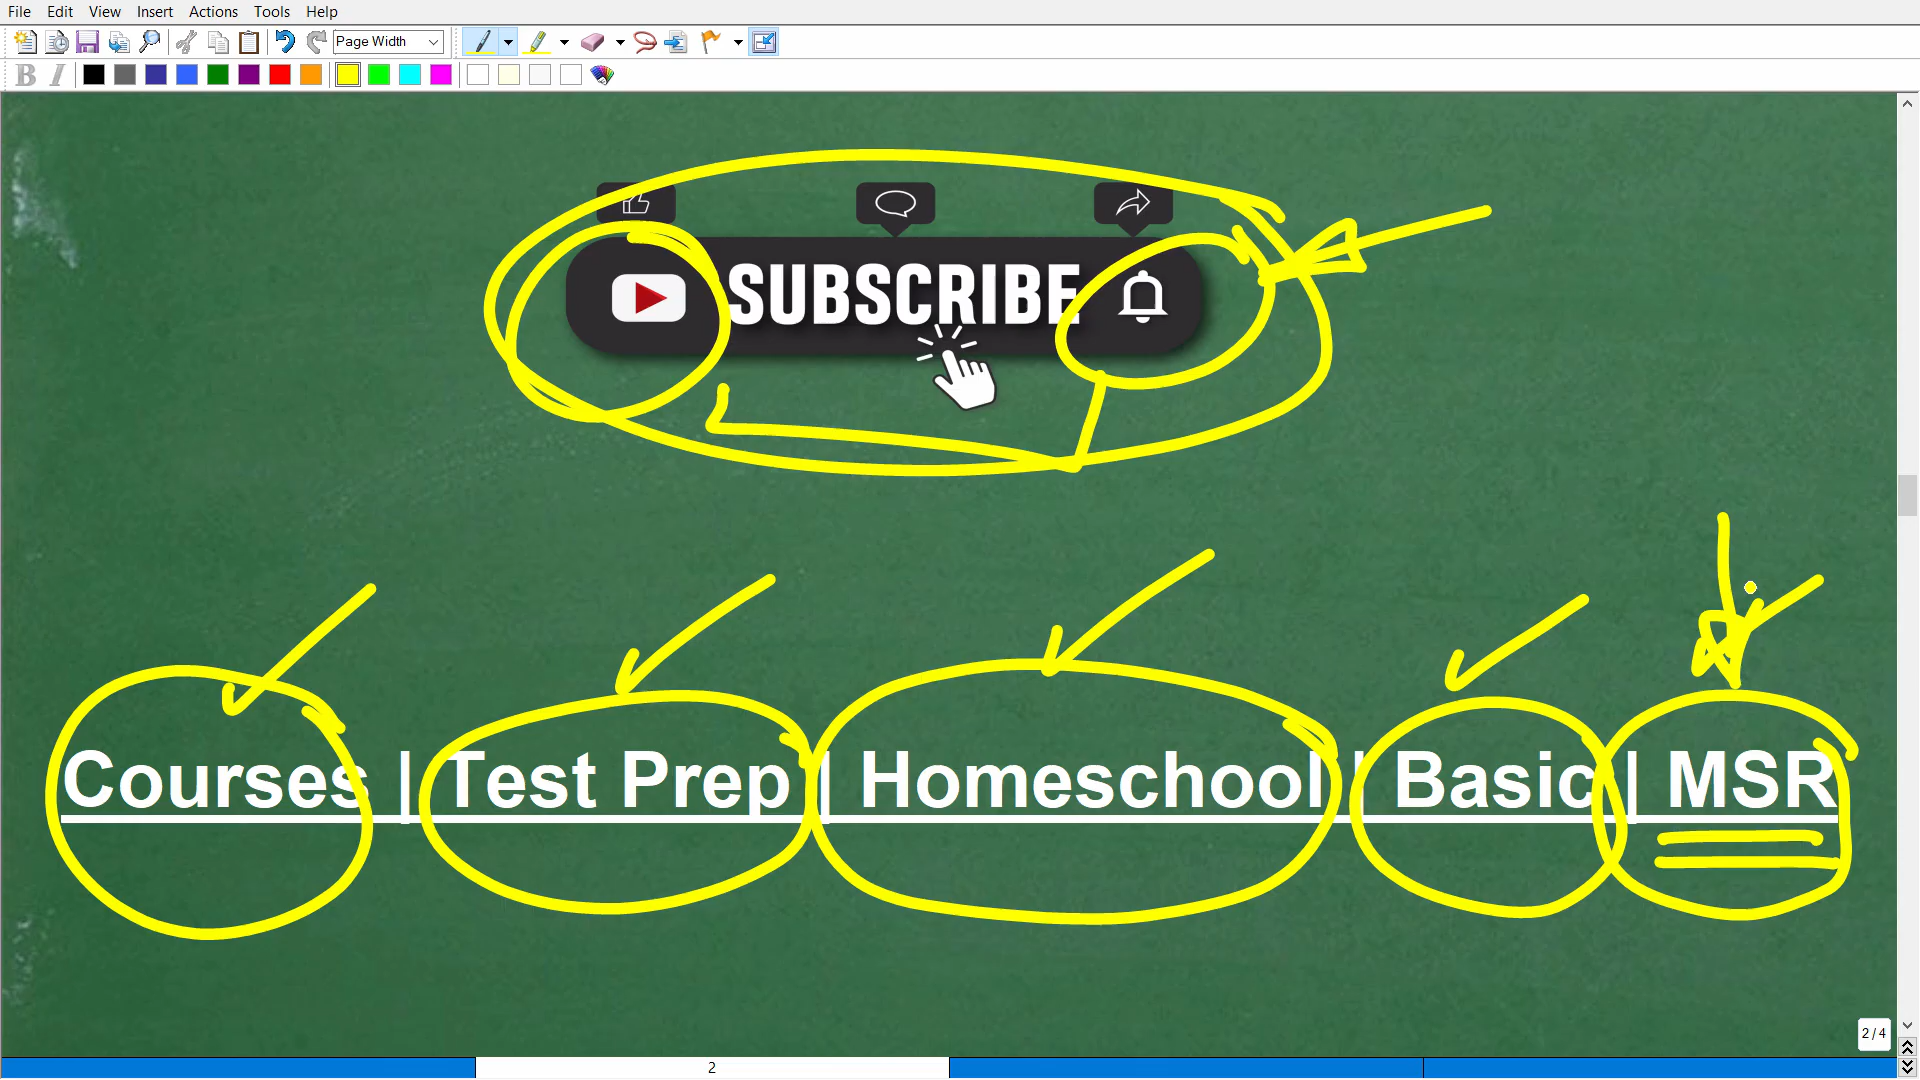 File Edit View Insert Actions Tools Help
Page Width
B I
SUBSCRIBE
Courses | Test Prep | Homeschool | Basic | MSR
2 / 4
2